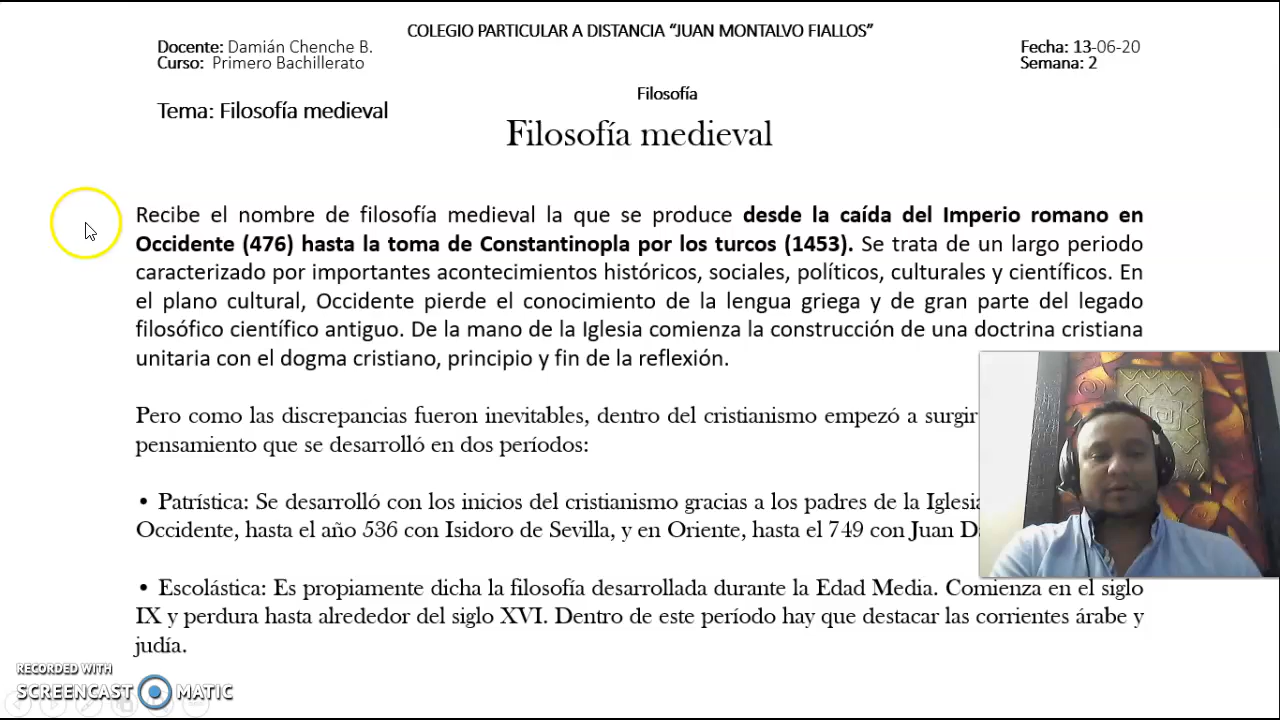 COLEGIO PARTICULAR A DISTANCIA “JUAN MONTALVO FIALLOS”
Docente: Damián Chenche B.
Curso: Primero Bachillerato
Fecha: 13-06-20
Semana: 2
Filosofía
Tema: Filosofía medieval
Filosofía medieval
Recibe el nombre de filosofía medieval la que se produce desde la caída del Imperio romano en
Occidente (476) hasta la toma de Constantinopla por los turcos (1453). Se trata de un largo periodo
caracterizado por importantes acontecimientos históricos, sociales, políticos, culturales y científicos. En
el plano cultural, Occidente pierde el conocimiento de la lengua griega y de gran parte del legado
filosófico científico antiguo. De la mano de la Iglesia comienza la construcción de una doctrina cristiana
unitaria con el dogma cristiano, principio y fin de la reflexión.
Pero como las discrepancias fueron inevitables, dentro del cristianismo empezó a surgir
pensamiento que se desarrolló en dos períodos:
• Patrística: Se desarrolló con los inicios del cristianismo gracias a los padres de la Iglesia
Occidente, hasta el año 536 con Isidoro de Sevilla, y en Oriente, hasta el 749 con Juan
• Escolástica: Es propiamente dicha la filosofía desarrollada durante la Edad Media. Comienza en el siglo
IX y perdura hasta alrededor del siglo XVI. Dentro de este período hay que destacar las corrientes árabe y
judía.
RECORDED WITH
SCREENCAST MATIC